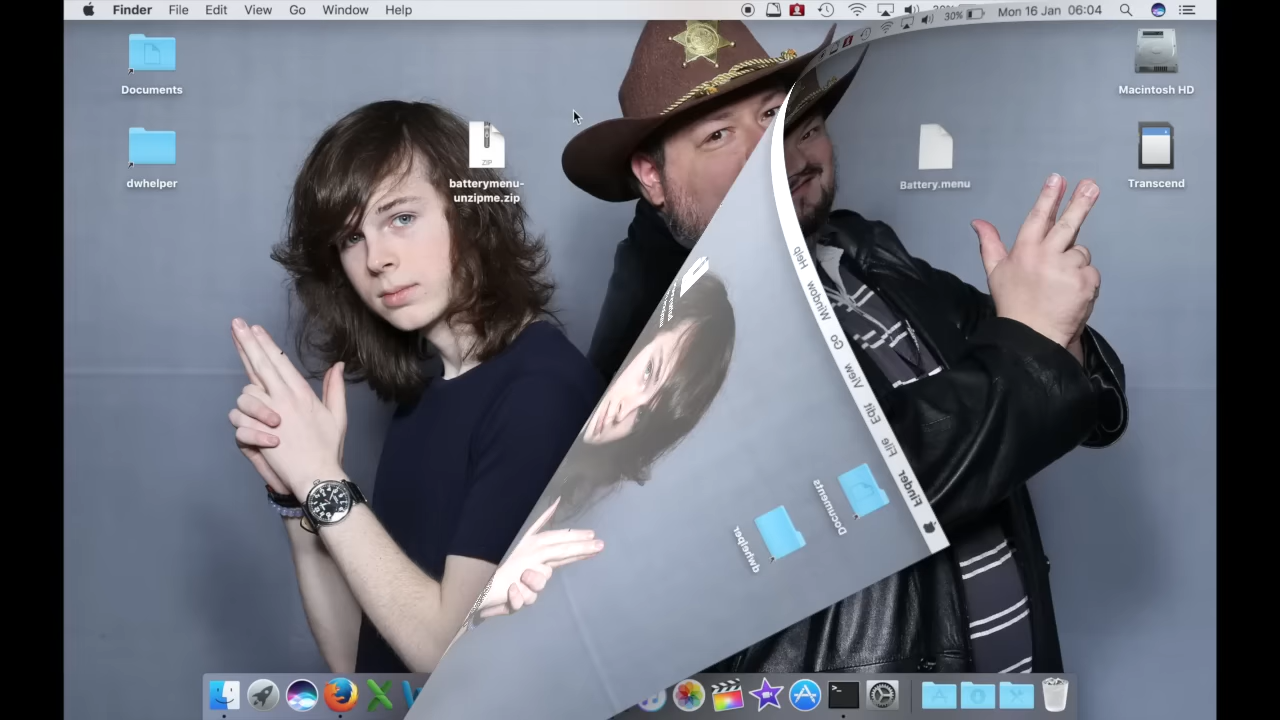 Finder File Edit View Go Window Help
30% Mon 16 Jan 06:04
30%
Documents
Macintosh HD
dwhelper
ZIP
batterymenu-
unzipme.zip
Battery.menu
Transcend
Help
Window
Go
View
Edit
File
Finder
Documents
dwhelper